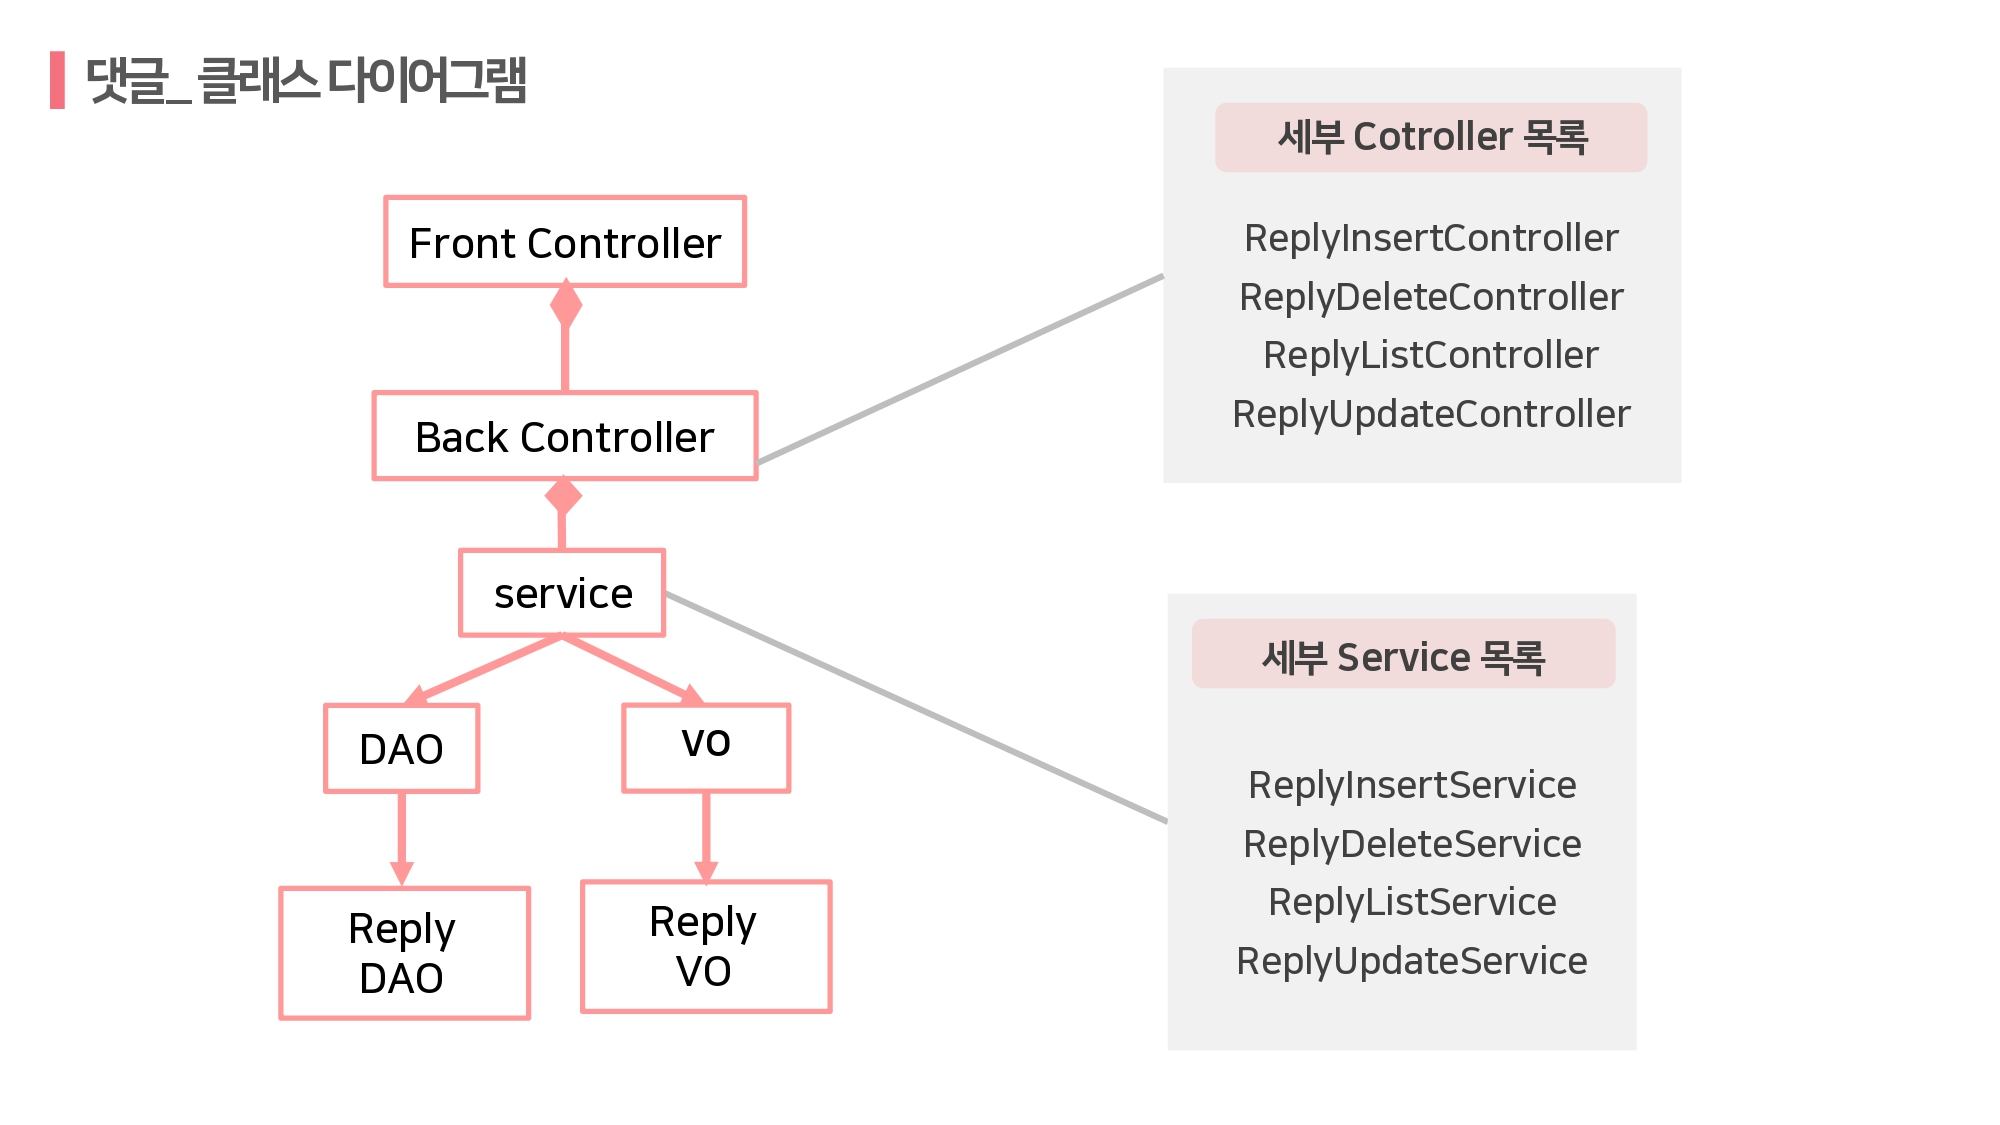 댓글_ 클래스 다이어그램
Front Controller
Back Controller
service
DAO
VO
Reply
DAO
Reply
VO
세부 Cotroller 목록
ReplyInsertController
ReplyDeleteController
ReplyListController
ReplyUpdateController
세부 Service 목록
ReplyInsertService
ReplyDeleteService
ReplyListService
ReplyUpdateService